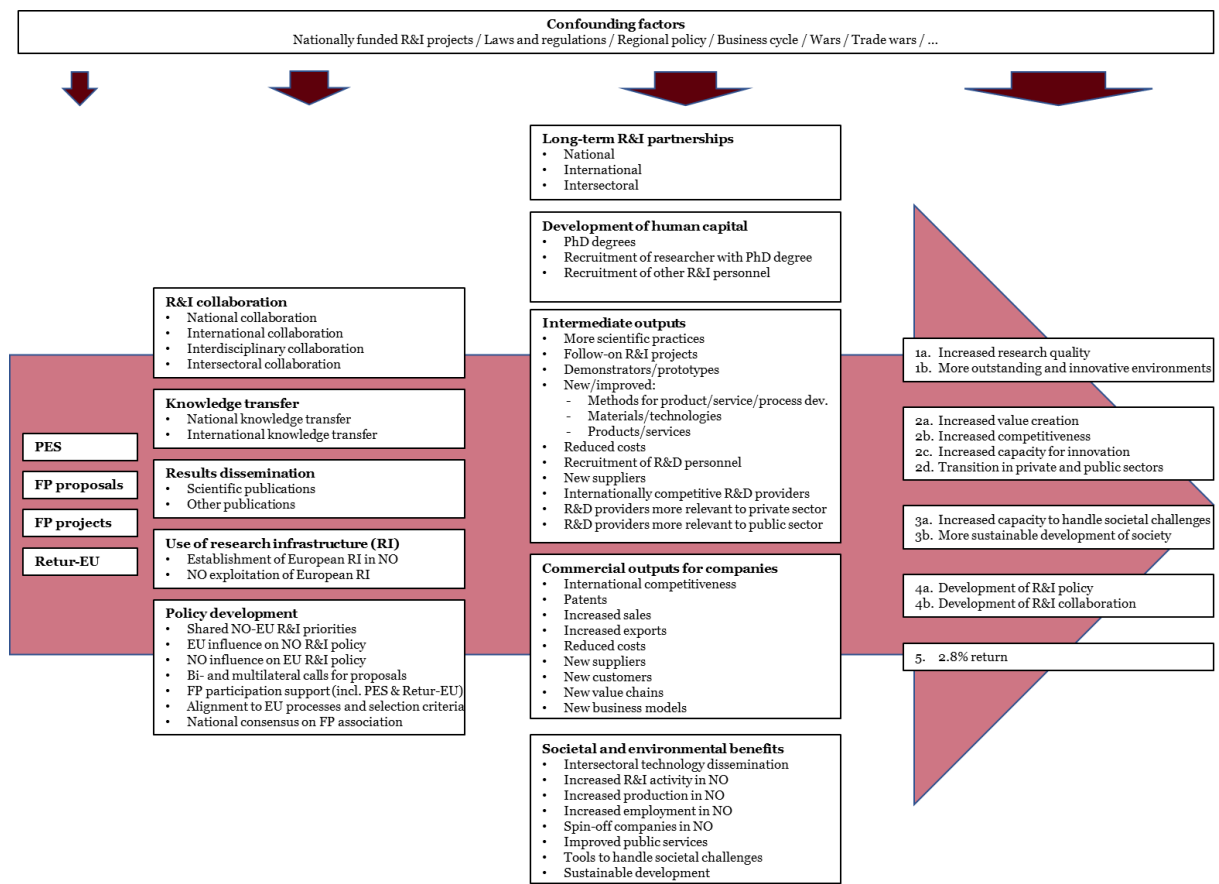 Confounding factors
Nationally funded R&I projects / Laws and regulations / Regional policy / Business cycle / Wars / Trade wars / ...
PES
FP proposals
FP projects
Retur-EU
R&I collaboration
• National collaboration
• International collaboration
• Interdisciplinary collaboration
• Intersectoral collaboration
Knowledge transfer
• National knowledge transfer
• International knowledge transfer
Results dissemination
• Scientific publications
• Other publications
Use of research infrastructure (RI)
• Establishment of European RI in NO
• NO exploitation of European RI
Policy development
• Shared NO-EU R&I priorities
• EU influence on NO R&I policy
• NO influence on EU R&I policy
• Bi- and multilateral calls for proposals
• FP participation support (incl. PES & Retur-EU)
• Alignment to EU processes and selection criteria
• National consensus on FP association
Long-term R&I partnerships
• National
• International
• Intersectoral
Development of human capital
• PhD degrees
• Recruitment of researcher with PhD degree
• Recruitment of other R&I personnel
Intermediate outputs
• More scientific practices
• Follow-on R&I projects
• Demonstrators/prototypes
• New/improved:
- Methods for product/service/process dev.
- Materials/technologies
- Products/services
• Reduced costs
• Recruitment of R&D personnel
• New suppliers
• Internationally competitive R&D providers
• R&D providers more relevant to private sector
• R&D providers more relevant to public sector
Commercial outputs for companies
• International competitiveness
• Patents
• Increased sales
• Increased exports
• Reduced costs
• New suppliers
• New customers
• New value chains
• New business models
Societal and environmental benefits
• Intersectoral technology dissemination
• Increased R&I activity in NO
• Increased production in NO
• Increased employment in NO
• Spin-off companies in NO
• Improved public services
• Tools to handle societal challenges
• Sustainable development
1a. Increased research quality
1b. More outstanding and innovative environments
2a. Increased value creation
2b. Increased competitiveness
2c. Increased capacity for innovation
2d. Transition in private and public sectors
3a. Increased capacity to handle societal challenges
3b. More sustainable development of society
4a. Development of R&I policy
4b. Development of R&I collaboration
5. 2.8% return